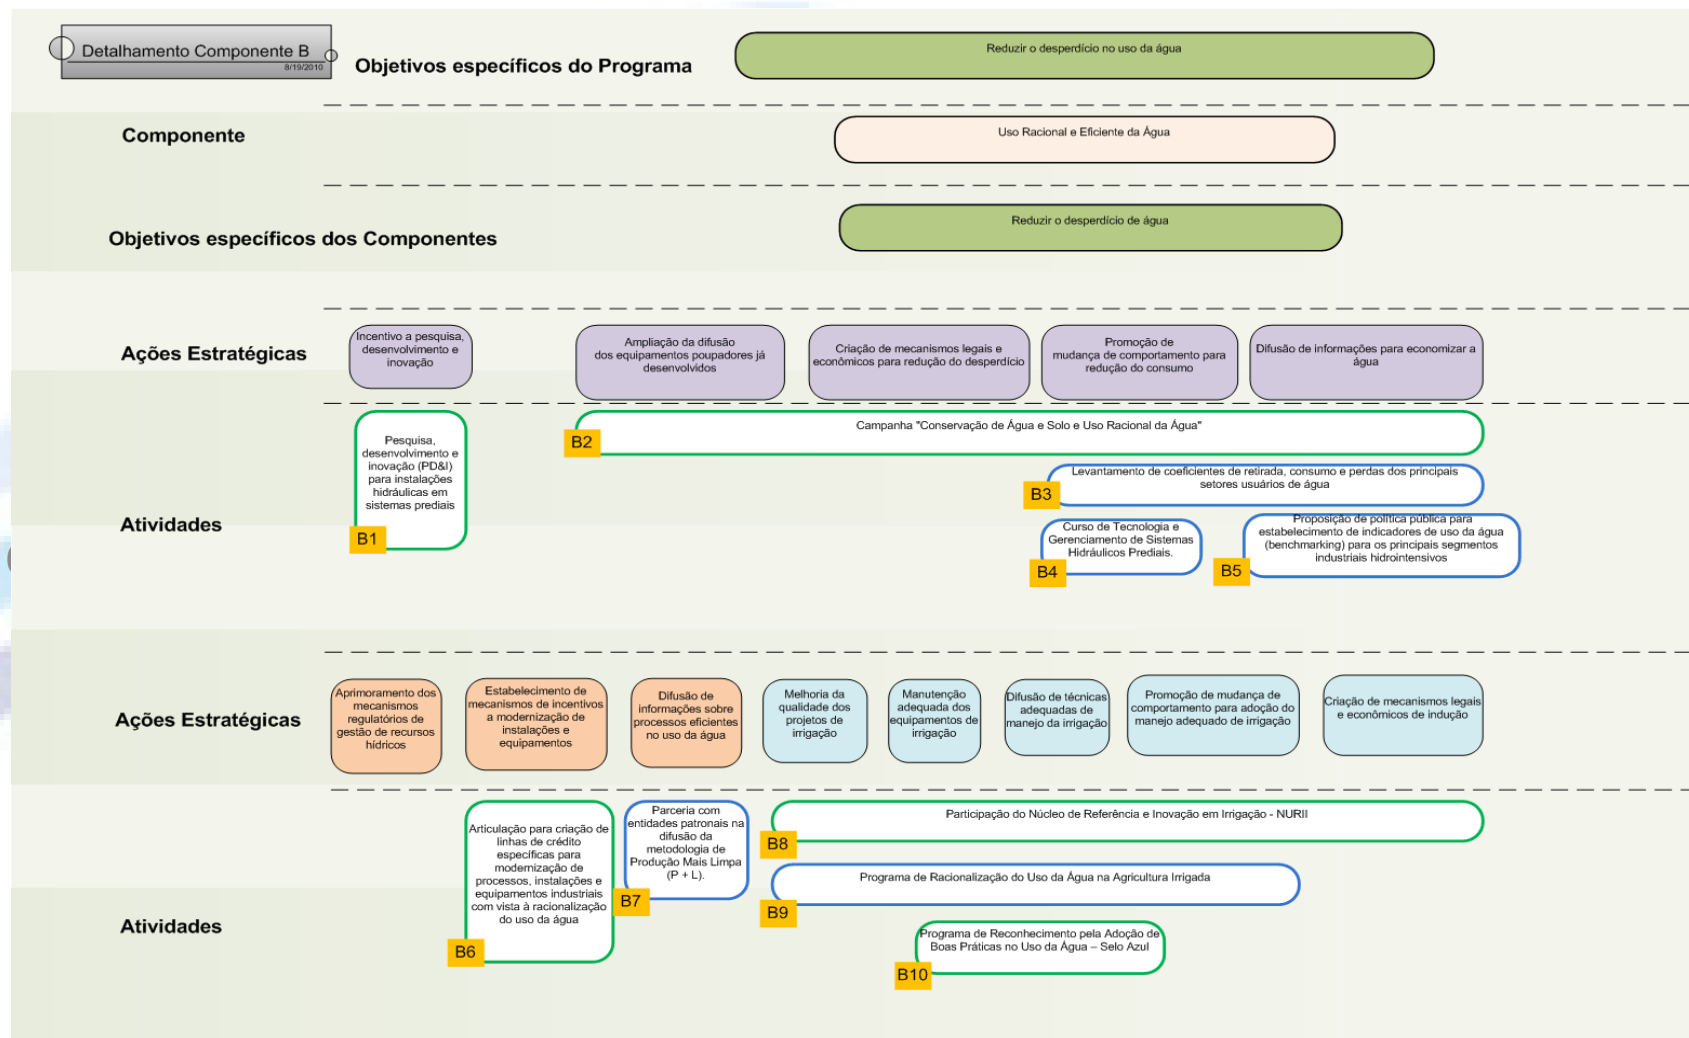 Detalhamento Componente B
8/19/2010
Objetivos específicos do Programa
Reduzir o desperdício no uso da água
Componente
Uso Racional e Eficiente da Água
Objetivos específicos dos Componentes
Reduzir o desperdício de água
Ações Estratégicas
Incentivo a pesquisa,
desenvolvimento e
inovação
Ampliação da difusão
dos equipamentos poupadores já
desenvolvidos
Criação de mecanismos legais e
econômicos para redução do desperdício
Promoção de
mudança de comportamento para
redução do consumo
Difusão de informações para economizar a
água
Atividades
Pesquisa,
desenvolvimento e
inovação (PD&I)
para instalações
hidráulicas em
sistemas prediais
B1
Campanha "Conservação de Água e Solo e Uso Racional da Água"
B2
Levantamento de coeficientes de retirada, consumo e perdas dos principais
setores usuários de água
B3
Curso de Tecnologia e
Gerenciamento de Sistemas
Hidráulicos Prediais.
B4
Proposição de política pública para
estabelecimento de indicadores de uso da água
(benchmarking) para os principais segmentos
industriais hidrointensivos
B5
Ações Estratégicas
Aprimoramento dos
mecanismos
regulatórios de
gestão de recursos
hídricos
Estabelecimento de
mecanismos de incentivos
a modernização de
instalações e
equipamentos
Difusão de
informações sobre
processos eficientes
no uso da água
Melhoria da
qualidade dos
projetos de
irrigação
Manutenção
adequada dos
equipamentos de
irrigação
Difusão de técnicas
adequadas de
manejo da irrigação
Promoção de mudança de
comportamento para adoção do
manejo adequado de irrigação
Criação de mecanismos legais
e econômicos de indução
Atividades
Articulação para criação de
linhas de crédito
específicas para
modernização de
processos, instalações e
equipamentos industriais
com vista à racionalização
do uso da água
B6
Parceria com
entidades patronais na
difusão da
metodologia de
Produção Mais Limpa
(P + L).
B7
Participação do Núcleo de Referência e Inovação em Irrigação - NURII
B8
Programa de Racionalização do Uso da Água na Agricultura Irrigada
B9
Programa de Reconhecimento pela Adoção de
Boas Práticas no Uso da Água – Selo Azul
B10